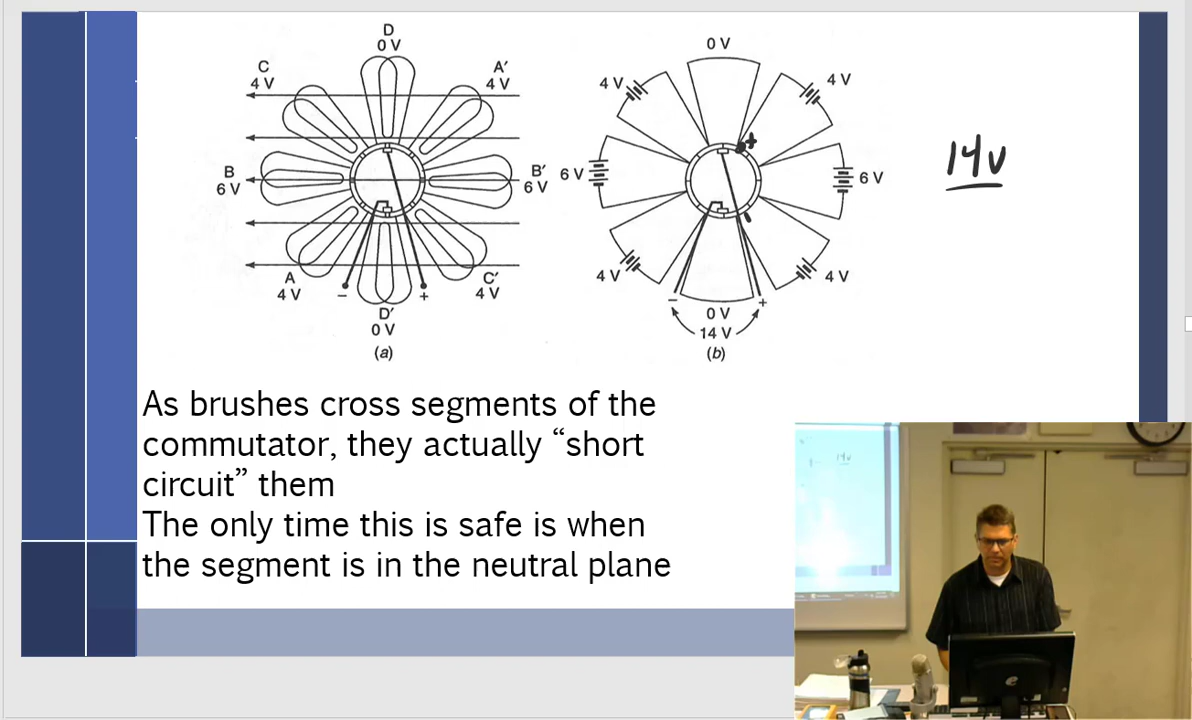 D
0 V
C
4 V
A′
4 V
B
6 V
B′
6 V
A
4 V
C′
4 V
−
+
D′
0 V
(a)
0 V
4 V
4 V
+
6 V
6 V
4 V
4 V
−
+
0 V
14 V
(b)
14V
As brushes cross segments of the
commutator, they actually “short
circuit” them
The only time this is safe is when
the segment is in the neutral plane
14V